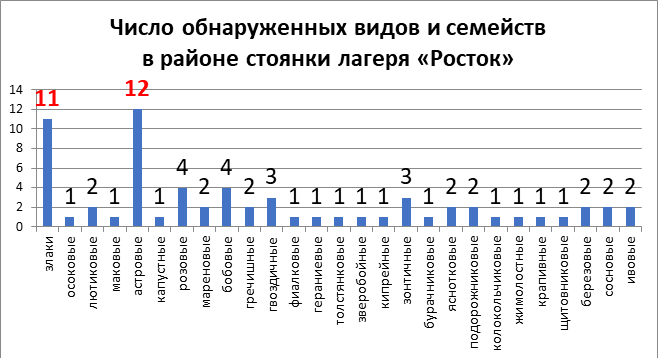 Число обнаруженных видов и семейств
в районе стоянки лагеря «Росток»
14
12
10
8
6
4
2
0
11
1
2
1
12
1
4
2
4
2
3
1
1
1
1
1
3
1
2
2
1
1
1
1
2
2
2
злаки
осоковые
лютиковые
маковые
астровые
капустные
розовые
мареновые
бобовые
гречишные
гвоздичные
фиалковые
гераниевые
толстянковые
зверобойные
кипрейные
зонтичные
бурачниковые
яснотковые
подорожниковые
колокольчиковые
жимолостные
крапивные
щитовниковые
березовые
сосновые
ивовые